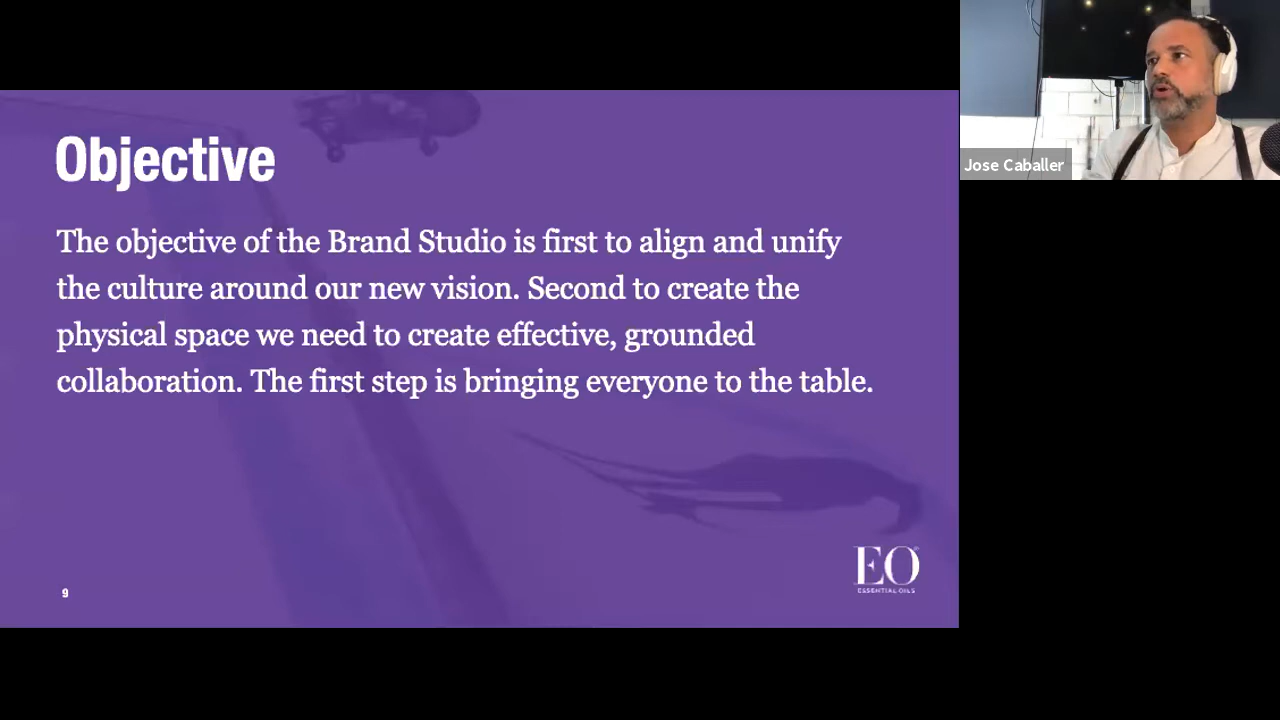 Objective
The objective of the Brand Studio is first to align and unify
the culture around our new vision. Second to create the
physical space we need to create effective, grounded
collaboration. The first step is bringing everyone to the table.
9
EO
ESSENTIAL OILS
Jose Caballer